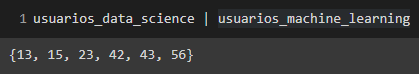 1 usuarios_data_science | usuarios_machine_learning
{13, 15, 23, 42, 43, 56}